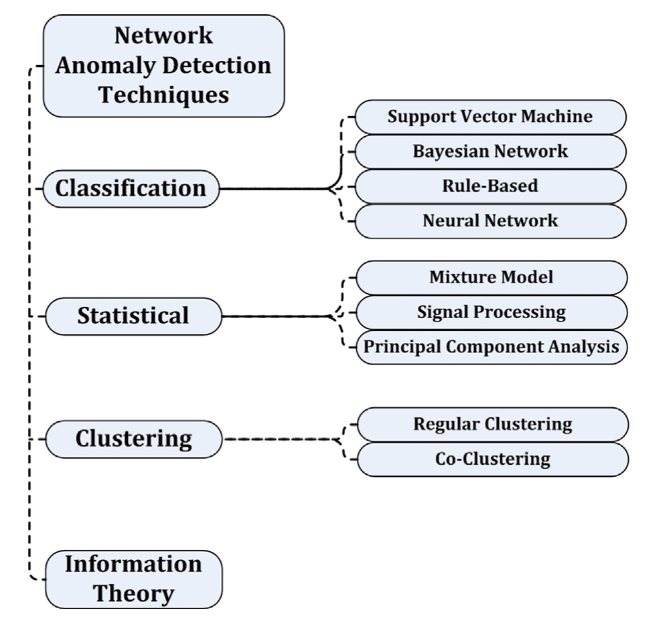 Network
Anomaly Detection
Techniques
Classification
Support Vector Machine
Bayesian Network
Rule-Based
Neural Network
Statistical
Mixture Model
Signal Processing
Principal Component Analysis
Clustering
Regular Clustering
Co-Clustering
Information
Theory